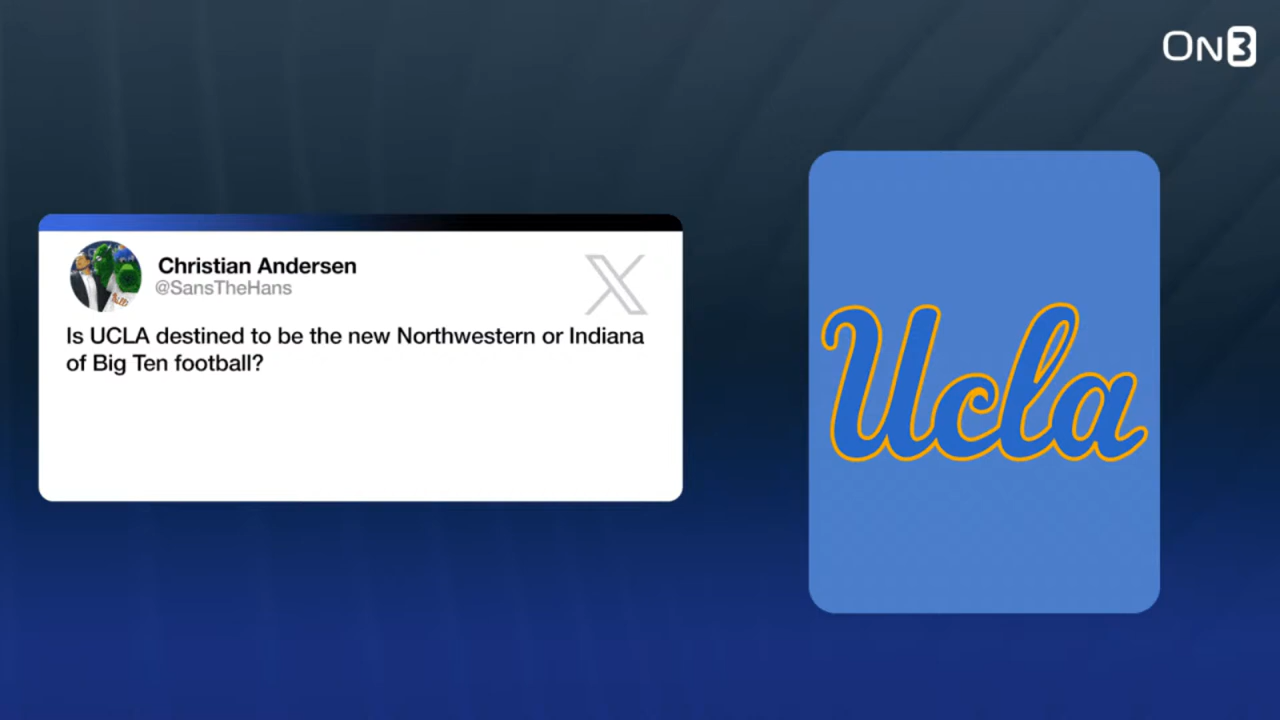 ON3
Christian Andersen
@SansTheHans
Is UCLA destined to be the new Northwestern or Indiana
of Big Ten football?
Ucla